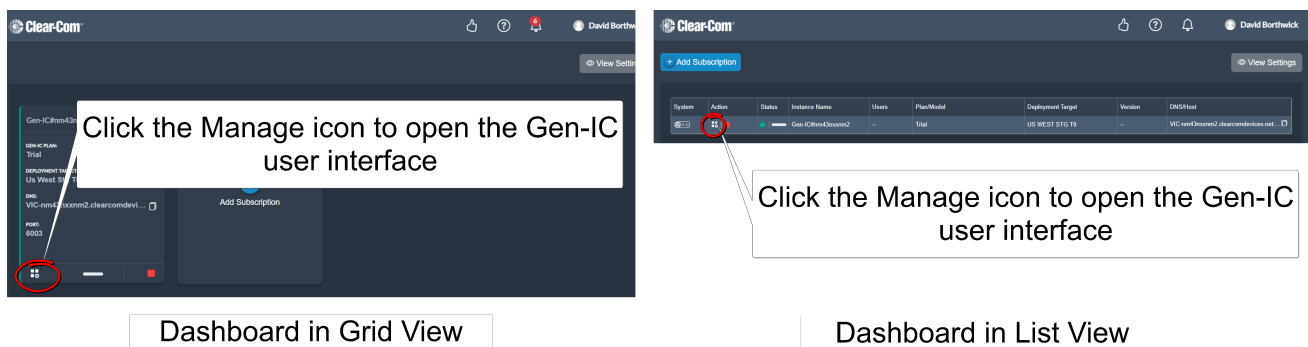 Clear-Com
6
David Borthw
View Settin
Gen-IC#nm43n
Click the Manage icon to open the Gen-IC
user interface
GEN-IC PLAN:
Trial
DEPLOYMENT TA
Us West St
DNS:
VIC-nm43nxxnm2.clearcomdevi...
Add Subscription
PORT:
6003
Dashboard in Grid View
Clear-Com
David Borthwick
+ Add Subscription
View Settings
System Action Status Instance Name Users Plan/Model Deployment Target Version DNS/Host
Gen-IC#nm43nxxnm2 -- Trial US WEST STG T0 -- VIC-nm43nxxnm2.clearcomdevices.net...
Click the Manage icon to open the Gen-IC
user interface
Dashboard in List View